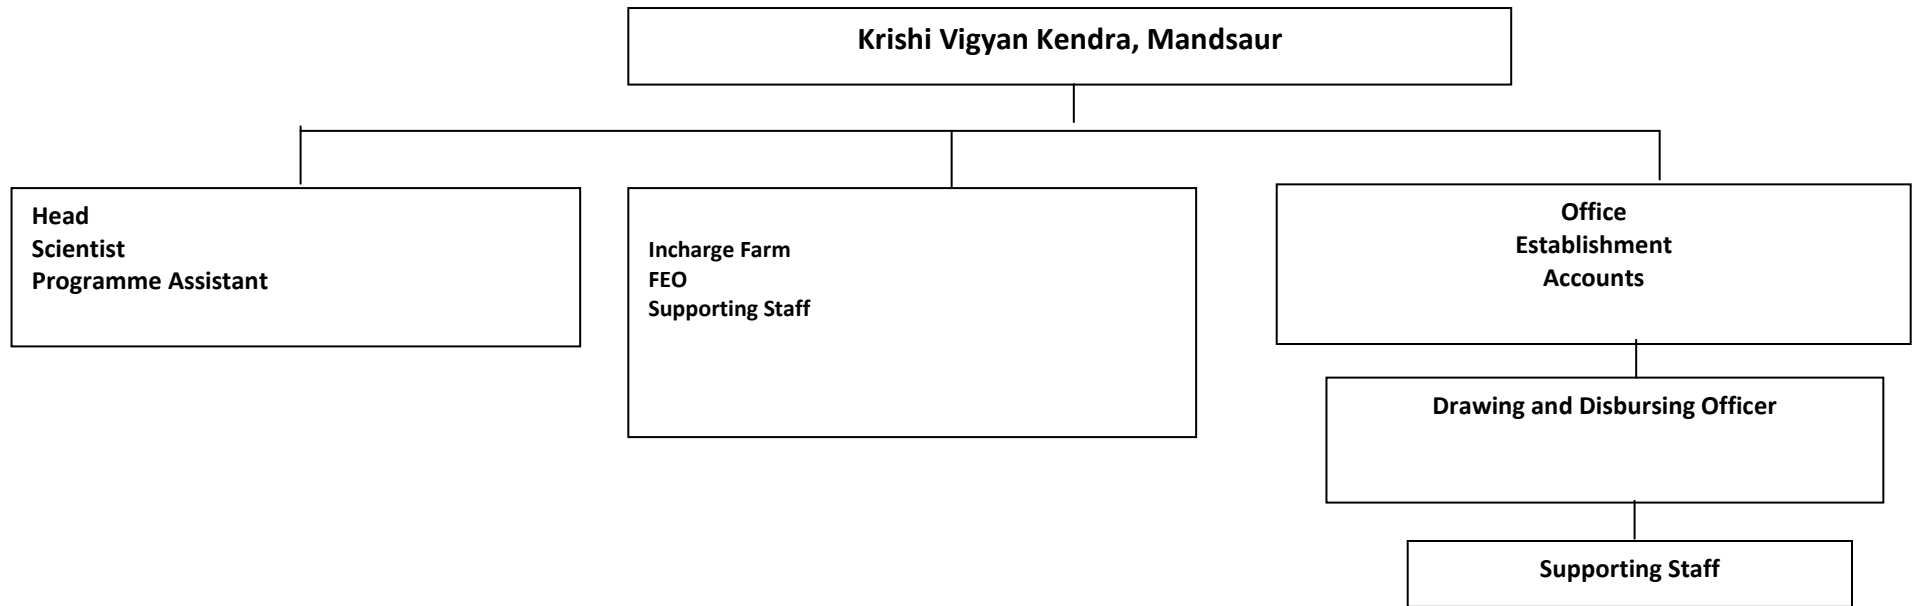 Krishi Vigyan Kendra, Mandsaur
Head
Scientist
Programme Assistant
Incharge Farm
FEO
Supporting Staff
Office
Establishment
Accounts
Drawing and Disbursing Officer
Supporting Staff